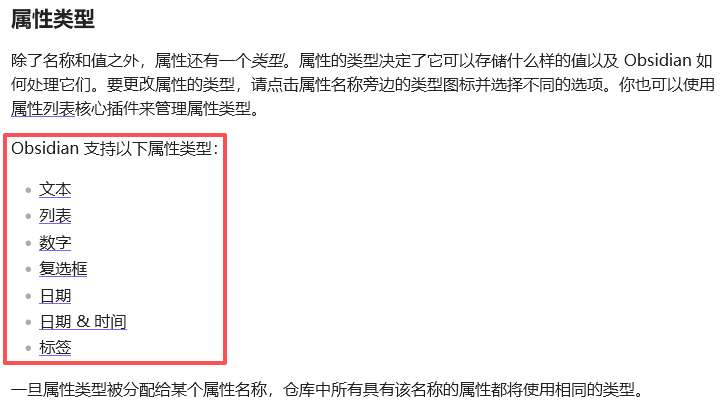 属性类型
除了名称和值之外，属性还有一个类型。属性的类型决定了它可以存储什么样的值以及 Obsidian 如
何处理它们。要更改属性的类型，请点击属性名称旁边的类型图标并选择不同的选项。你也可以使用
属性列表核心插件来管理属性类型。
Obsidian 支持以下属性类型：
文本
列表
数字
复选框
日期
日期 & 时间
标签
一旦属性类型被分配给某个属性名称，仓库中所有具有该名称的属性都将使用相同的类型。